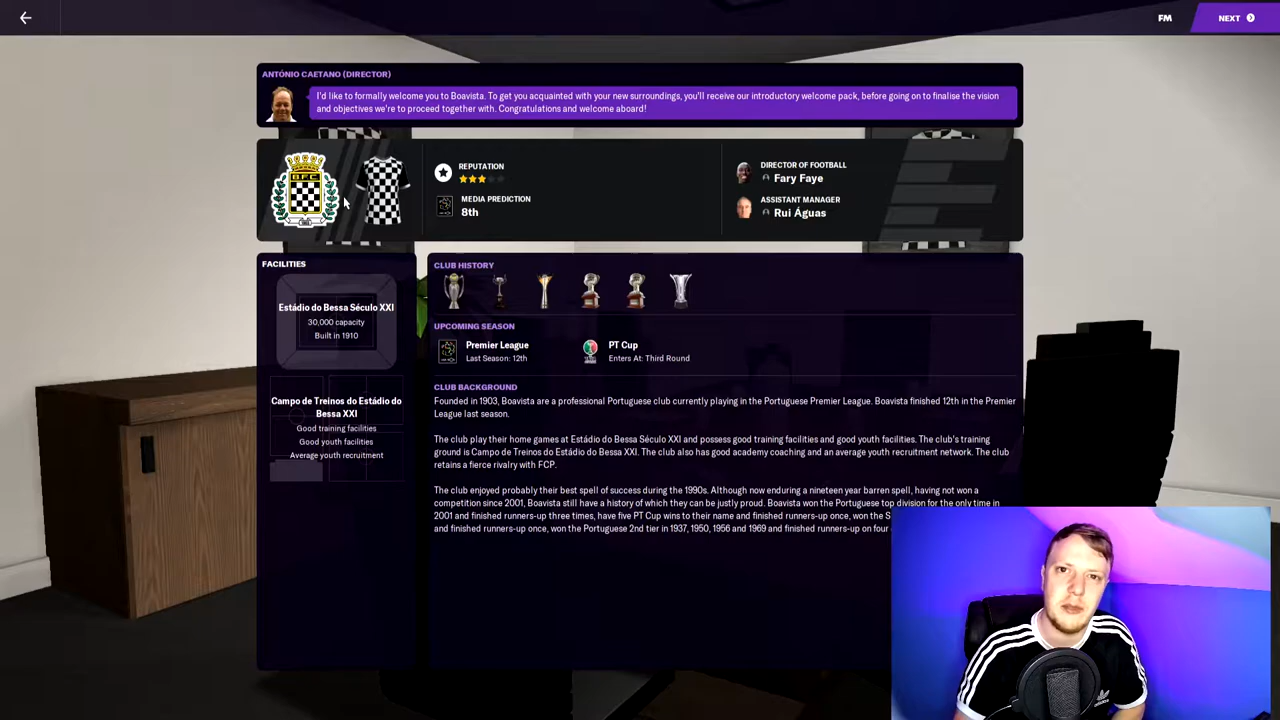 FM
NEXT
ANTÓNIO CAETANO (DIRECTOR)
I'd like to formally welcome you to Boavista. To get you acquainted with your new surroundings, you'll receive our introductory welcome pack, before going on to finalise the vision
and objectives we're to proceed together with. Congratulations and welcome aboard!
BFC
REPUTATION
MEDIA PREDICTION
8th
DIRECTOR OF FOOTBALL
Fary Faye
ASSISTANT MANAGER
Rui Águas
FACILITIES
Estádio do Bessa Século XXI
30,000 capacity
Built in 1910
Campo de Treinos do Estádio do
Bessa XXI
Good training facilities
Good youth facilities
Average youth recruitment
CLUB HISTORY
UPCOMING SEASON
Premier League
Last Season: 12th
PT Cup
Enters At: Third Round
CLUB BACKGROUND
Founded in 1903, Boavista are a professional Portuguese club currently playing in the Portuguese Premier League. Boavista finished 12th in the Premier
League last season.
The club play their home games at Estádio do Bessa Século XXI and possess good training facilities and good youth facilities. The club's training
ground is Campo de Treinos do Estádio do Bessa XXI. The club also has good academy coaching and an average youth recruitment network. The club
retains a fierce rivalry with FCP.
The club enjoyed probably their best spell of success during the 1990s. Although now enduring a nineteen year barren spell, having not won a
competition since 2001, Boavista still have a history of which they can be justly proud. Boavista won the Portuguese top division for the only time in
2001 and finished runners-up three times, have five PT Cup wins to their name and finished runners-up once, won the S
and finished runners-up once, won the Portuguese 2nd tier in 1937, 1950, 1956 and 1969 and finished runners-up on four